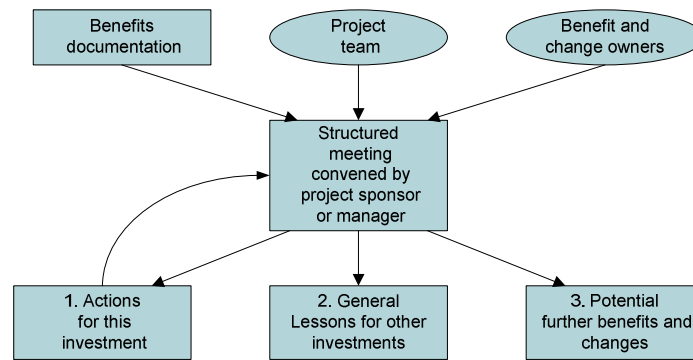 Benefits
documentation
Project
team
Benefit and
change owners
Structured
meeting
convened by
project sponsor
or manager
1. Actions
for this
investment
2. General
Lessons for other
investments
3. Potential
further benefits and
changes